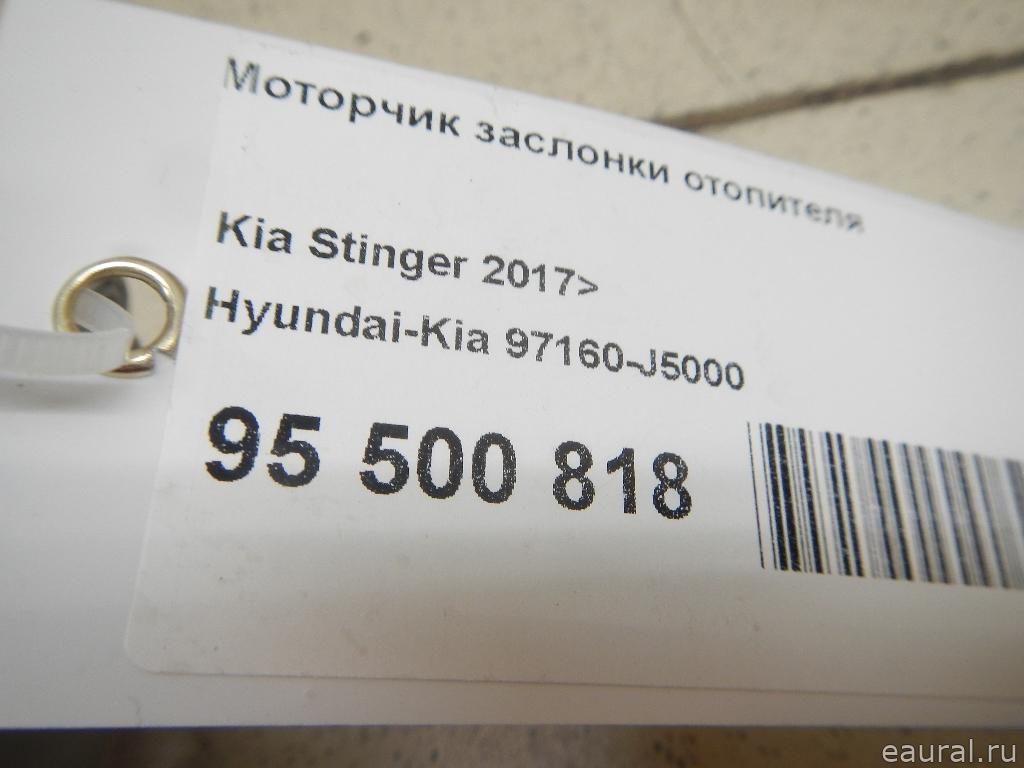 Моторчик заслонки отопителя
Kia Stinger 2017>
Hyundai-Kia 97160-J5000
95 500 818
eaural.ru